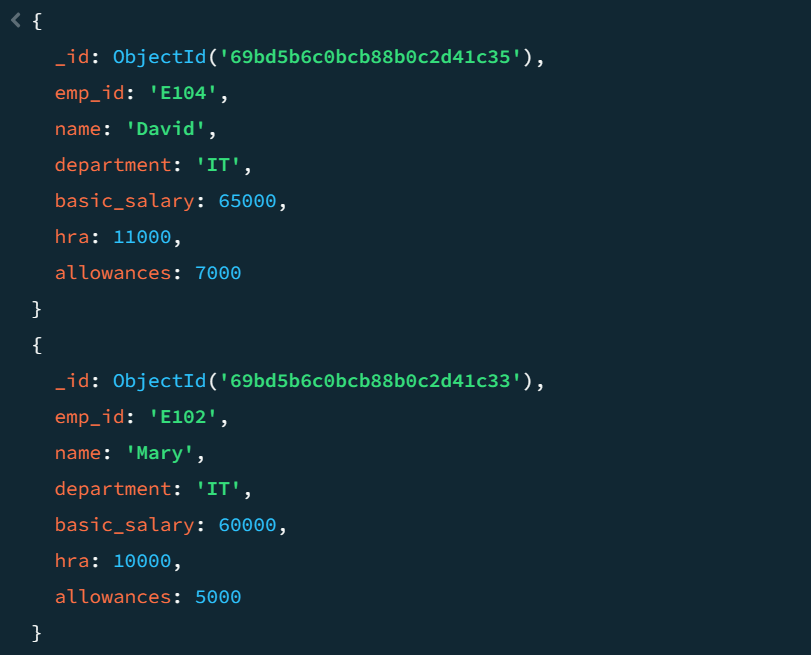 {
_id: ObjectId('69bd5b6c0bcb88b0c2d41c35'),
emp_id: 'E104',
name: 'David',
department: 'IT',
basic_salary: 65000,
hra: 11000,
allowances: 7000
}
{
_id: ObjectId('69bd5b6c0bcb88b0c2d41c33'),
emp_id: 'E102',
name: 'Mary',
department: 'IT',
basic_salary: 60000,
hra: 10000,
allowances: 5000
}